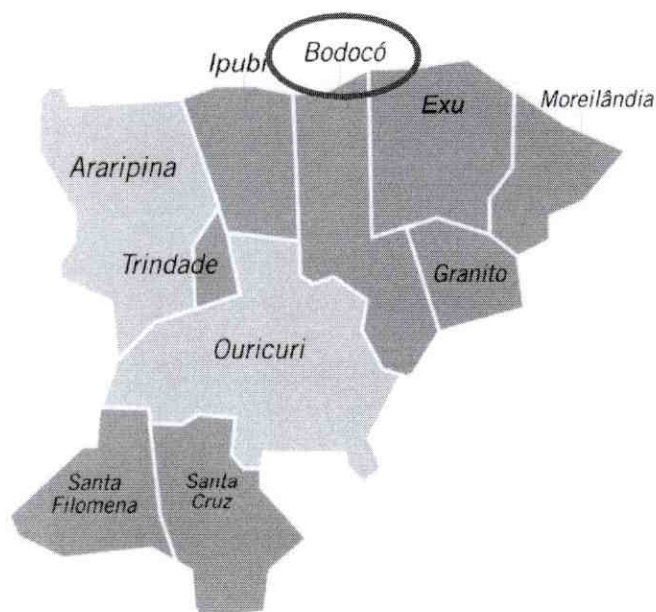 Bodocó
Ipubi
Exu
Moreilândia
Araripina
Trindade
Granito
Ouricuri
Santa
Filomena
Santa
Cruz